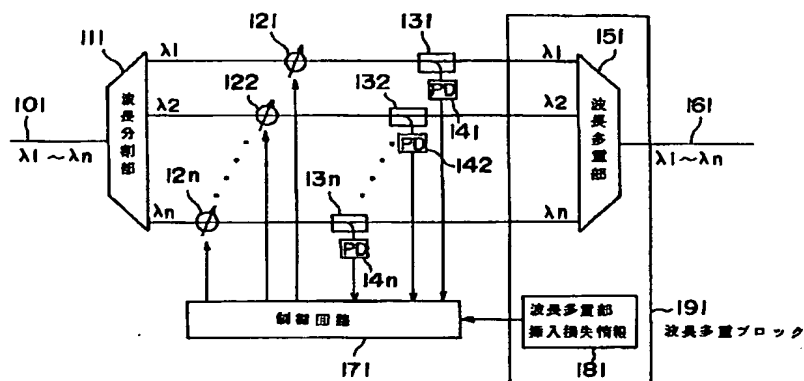 111
λ1
121
131
λ1
151
101
λ2
122
132
PD
λ2
161
波長分割部
141
波長多重部
λ1～λn
12n
PD
142
λ1～λn
λn
13n
λn
PD
14n
制御回路
波長多重部
挿入損失情報
191
波長多重ブロック
171
181